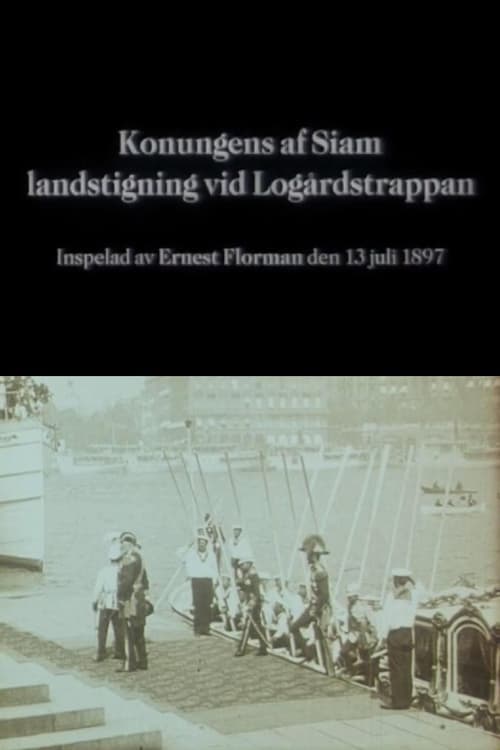 Konungens af Siam
landstigning vid Logårdstrappan
Inspelad av Ernest Florman den 13 juli 1897